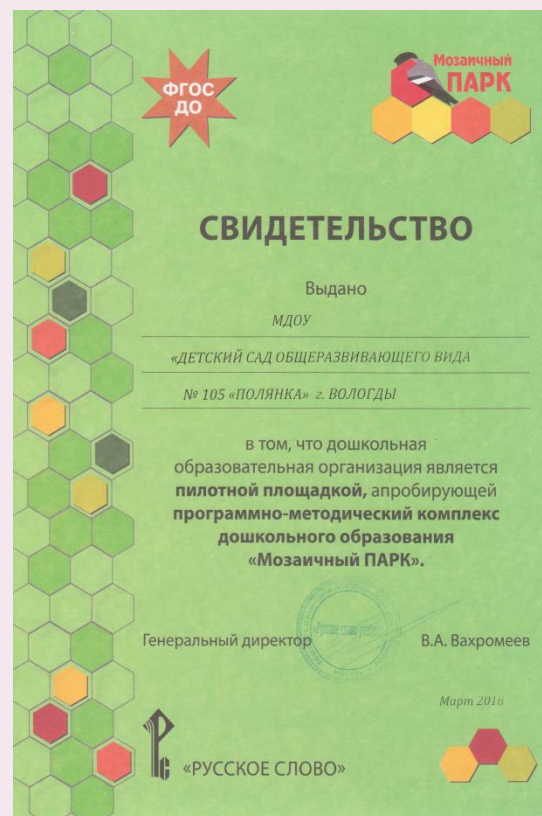 ФГОС
ДО
Мозаичный
ПАРК
СВИДЕТЕЛЬСТВО
Выдано
МДОУ
«ДЕТСКИЙ САД ОБЩЕРАЗВИВАЮЩЕГО ВИДА
№ 105 «ПОЛЯНКА» г. ВОЛОГДЫ
в том, что дошкольная
образовательная организация является
пилотной площадкой, апробирующей
программно-методический комплекс
дошкольного образования
«Мозаичный ПАРК».
Генеральный директор
В.А. Вахромеев
Март 2018
«РУССКОЕ СЛОВО»